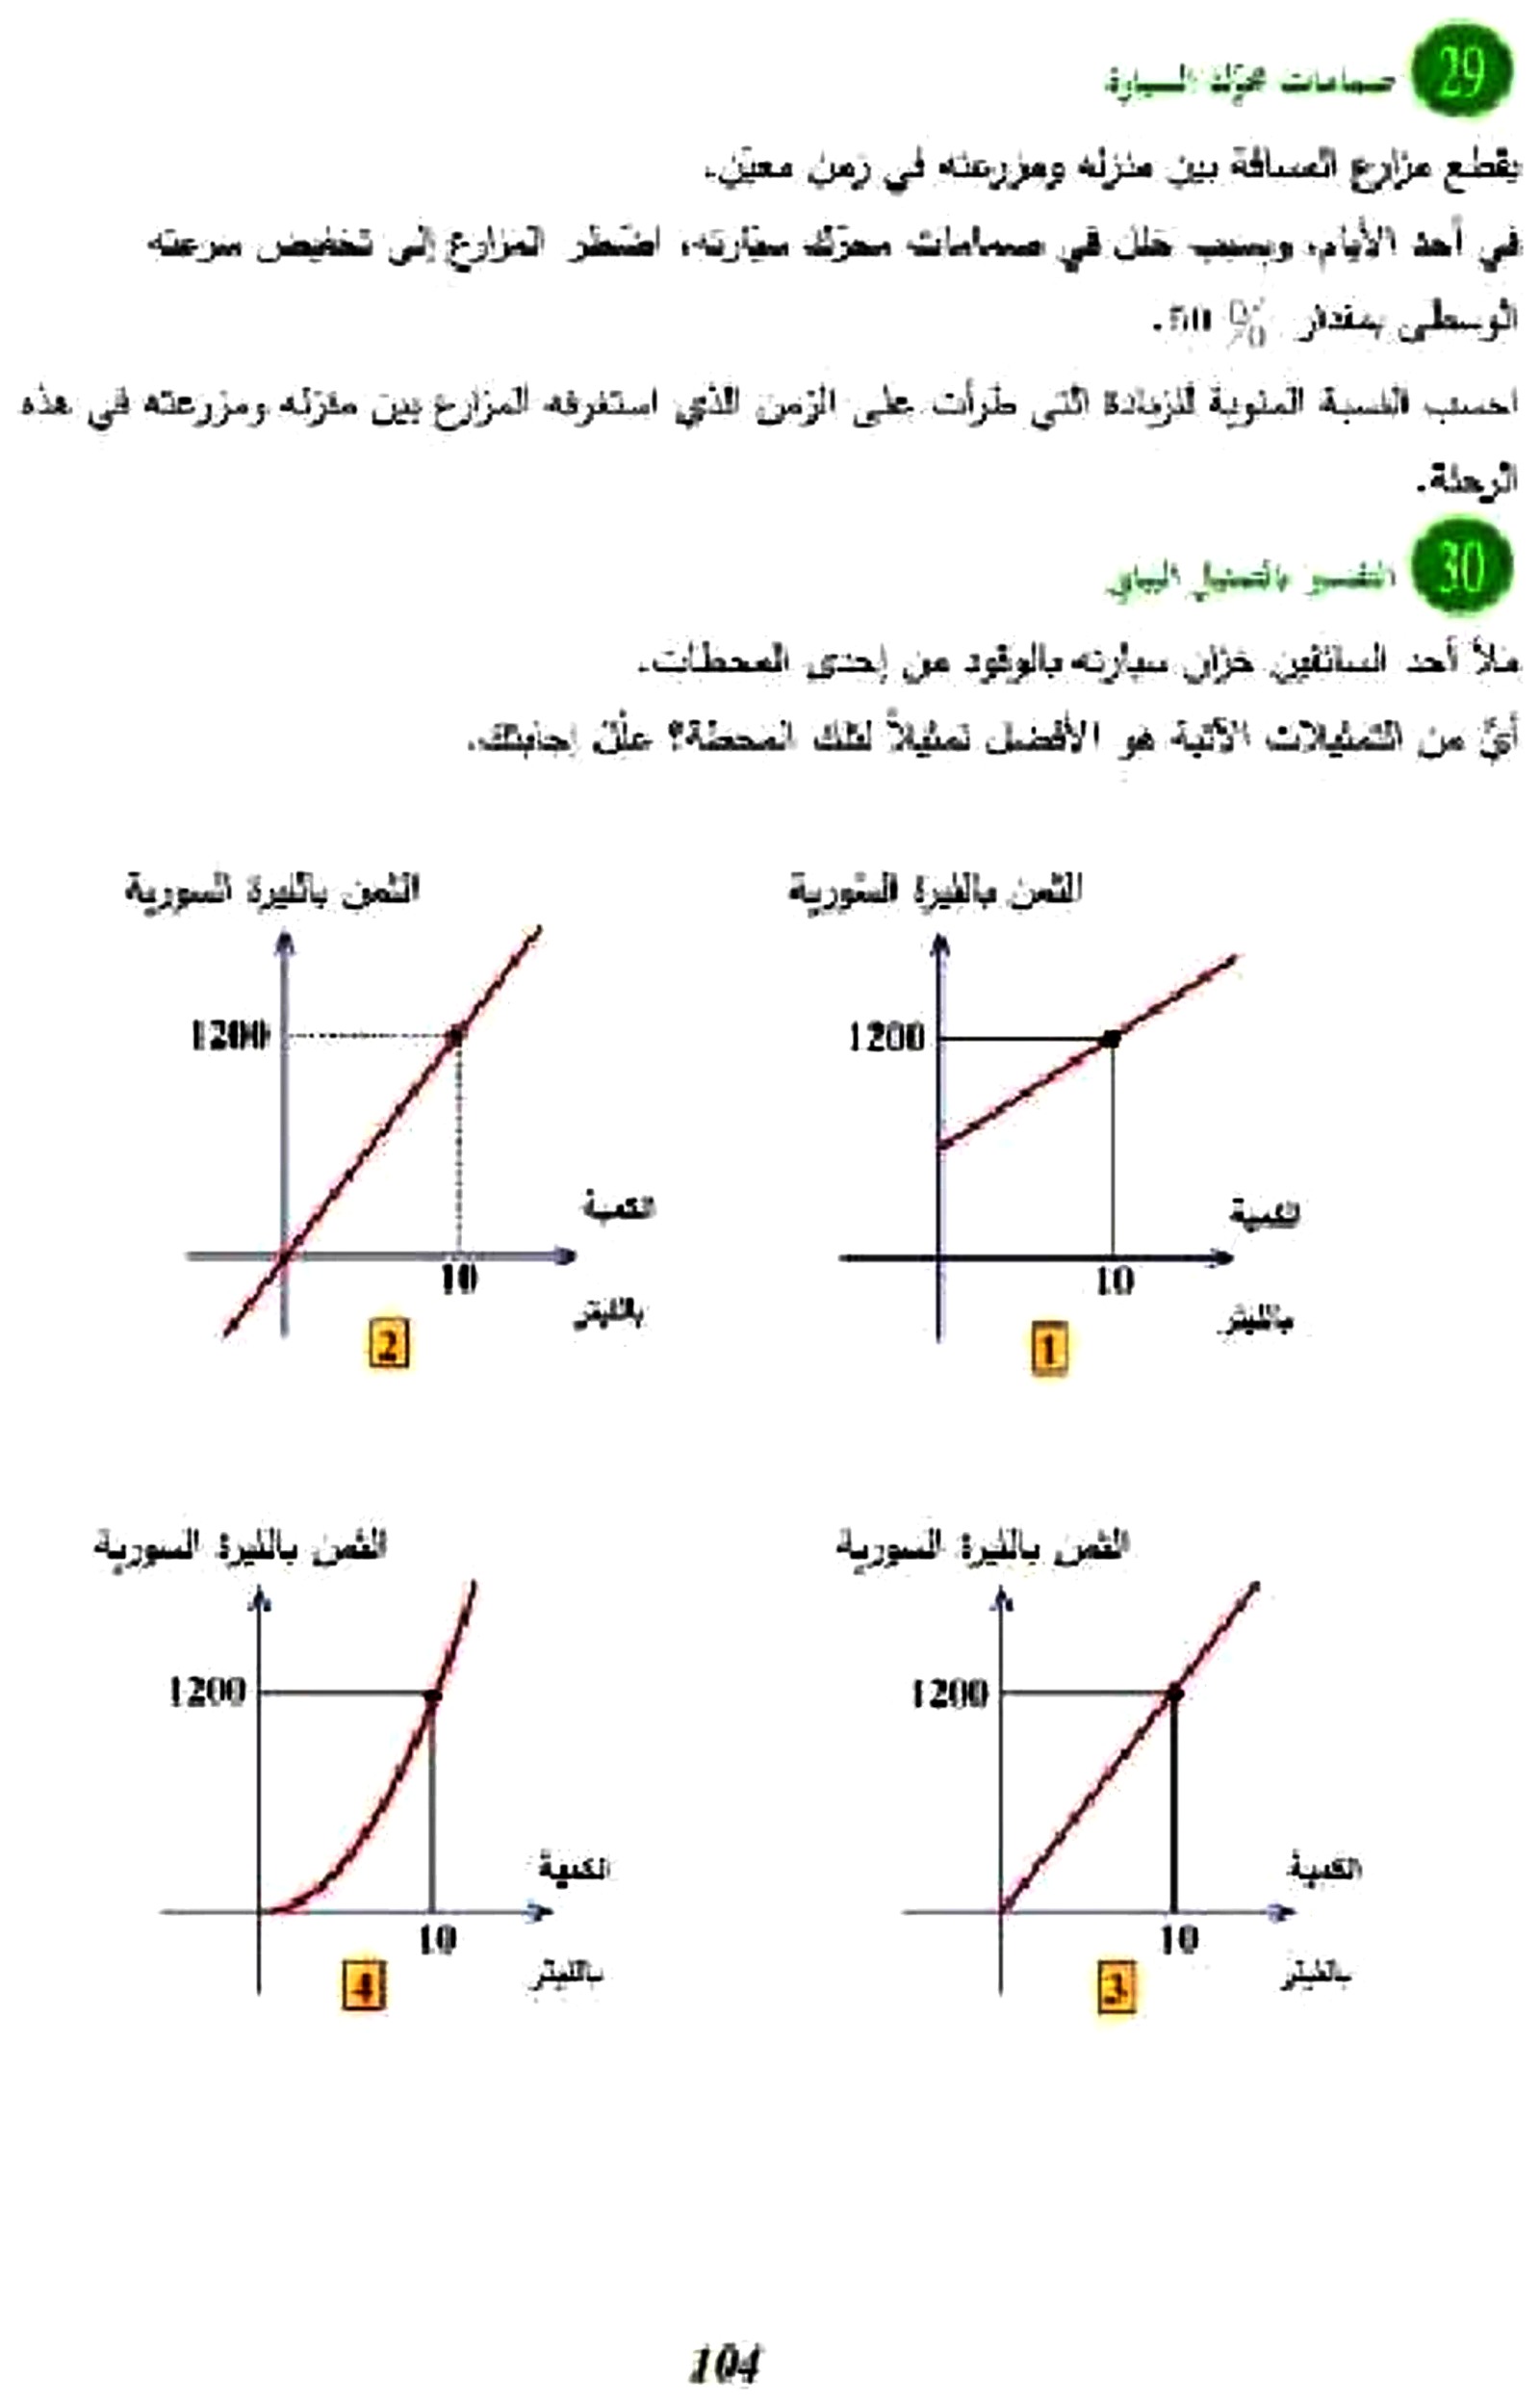 29 صمامات محرّك السيارة
يقطع مزارع المسافة بين منزله ومزرعته في زمن معيّن.
في أحد الأيام، وبسبب خلل في صمامات محرّك سيّارته، اضطر المزارع إلى تخفيض سرعته
الوسطى بمقدار 50 %.
احسب النسبة المئوية للزيادة التي طرأت على الزمن الذي استغرقه المزارع بين منزله ومزرعته في هذه
الرحلة.
30 التفسير بالتمثيل البياني
ملأ أحد السائقين خزان سيارته بالوقود من إحدى المحطات.
أيٌّ من التمثيلات الآتية هو الأفضل تمثيلاً لتلك المحطة؟ علّل إجابتك.
الثمن بالليرة السورية
1200
الكمية
10
بالليتر
1
الثمن بالليرة السورية
1200
الكمية
10
بالليتر
2
الثمن بالليرة السورية
1200
الكمية
10
بالليتر
3
الثمن بالليرة السورية
1200
الكمية
10
بالليتر
4
104